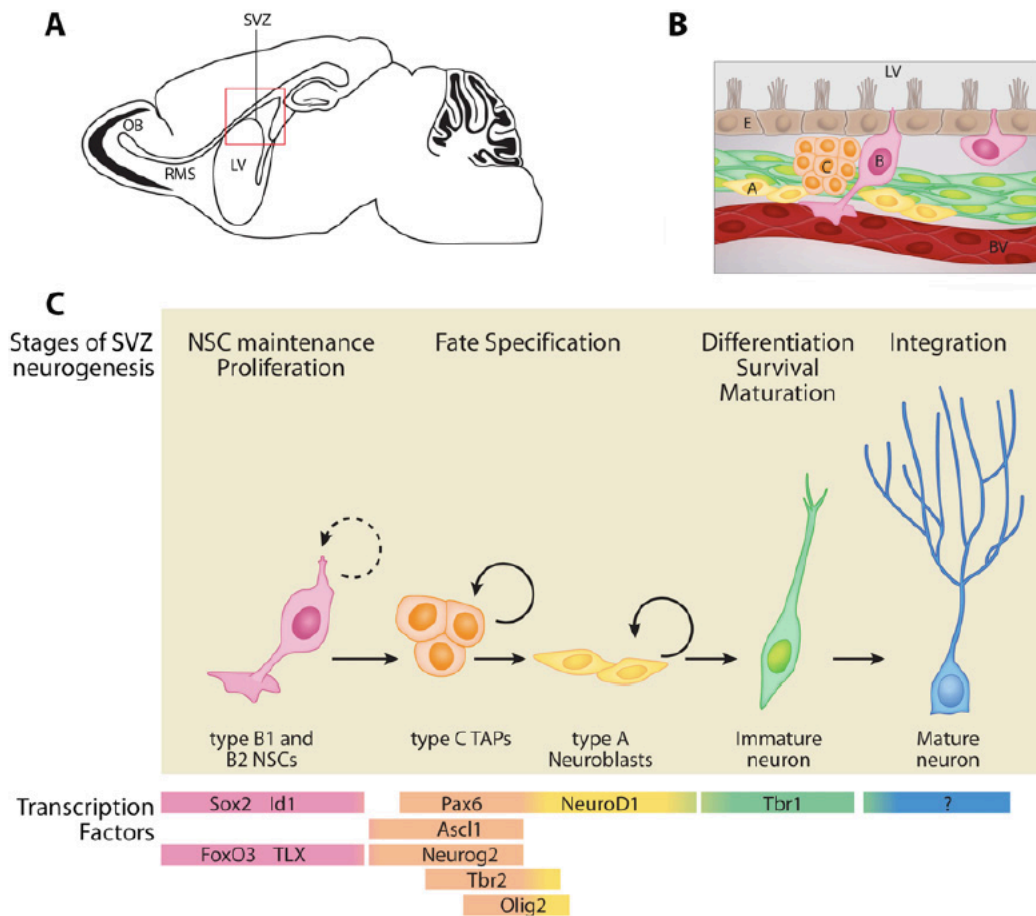 A
SVZ
OB
RMS
LV
B
LV
E
C
B
A
BV
C
Stages of SVZ
neurogenesis
NSC maintenance
Proliferation
Fate Specification
Differentiation
Survival
Maturation
Integration
type B1 and
B2 NSCs
type C TAPs
type A
Neuroblasts
Immature
neuron
Mature
neuron
Transcription
Factors
Sox2 Id1
Pax6
NeuroD1
Tbr1
?
Ascl1
FoxO3 TLX
Neurog2
Tbr2
Olig2